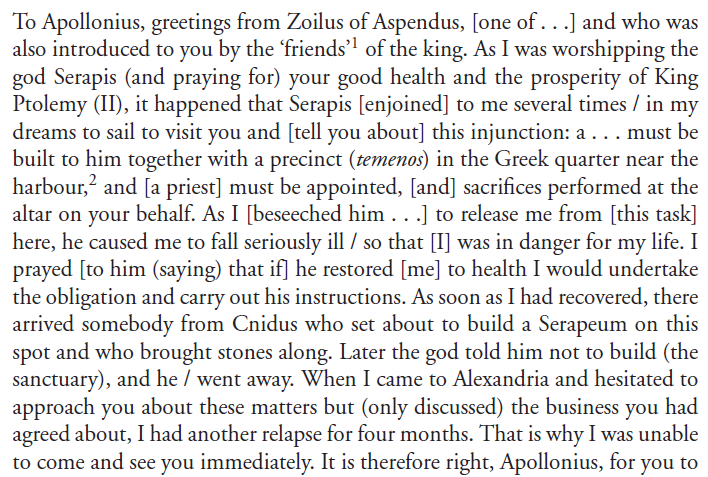 To Apollonius, greetings from Zoilus of Aspendus, [one of . . .] and who was
also introduced to you by the ‘friends’1 of the king. As I was worshipping the
god Serapis (and praying for) your good health and the prosperity of King
Ptolemy (II), it happened that Serapis [enjoined] to me several times / in my
dreams to sail to visit you and [tell you about] this injunction: a . . . must be
built to him together with a precinct (temenos) in the Greek quarter near the
harbour,2 and [a priest] must be appointed, [and] sacrifices performed at the
altar on your behalf. As I [beseeched him . . .] to release me from [this task]
here, he caused me to fall seriously ill / so that [I] was in danger for my life. I
prayed [to him (saying) that if] he restored [me] to health I would undertake
the obligation and carry out his instructions. As soon as I had recovered, there
arrived somebody from Cnidus who set about to build a Serapeum on this
spot and who brought stones along. Later the god told him not to build (the
sanctuary), and he / went away. When I came to Alexandria and hesitated to
approach you about these matters but (only discussed) the business you had
agreed about, I had another relapse for four months. That is why I was unable
to come and see you immediately. It is therefore right, Apollonius, for you to